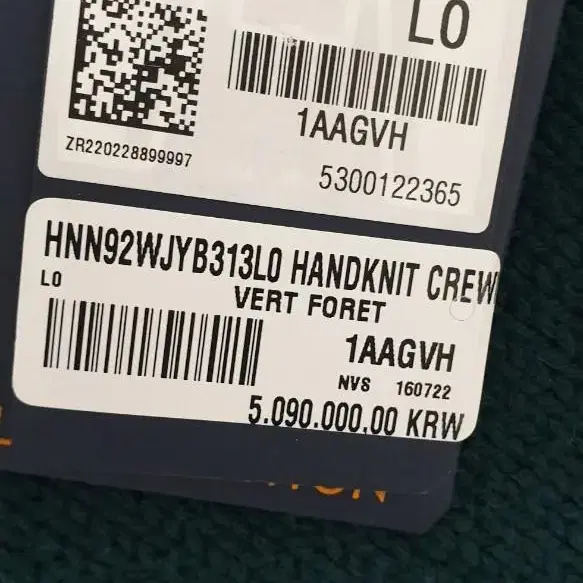 L0
1AAGVH
ZR220228899997
5300122365
HNN92WJYB313L0 HANDKNIT CREW
L0
VERT FORET
1AAGVH
NVS 160722
5.090.000,00 KRW